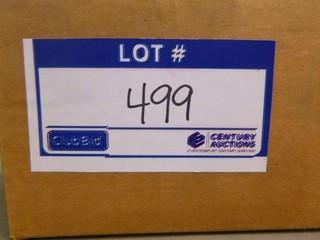 LOT #
499
ClubBid
CENTURY
AUCTIONS